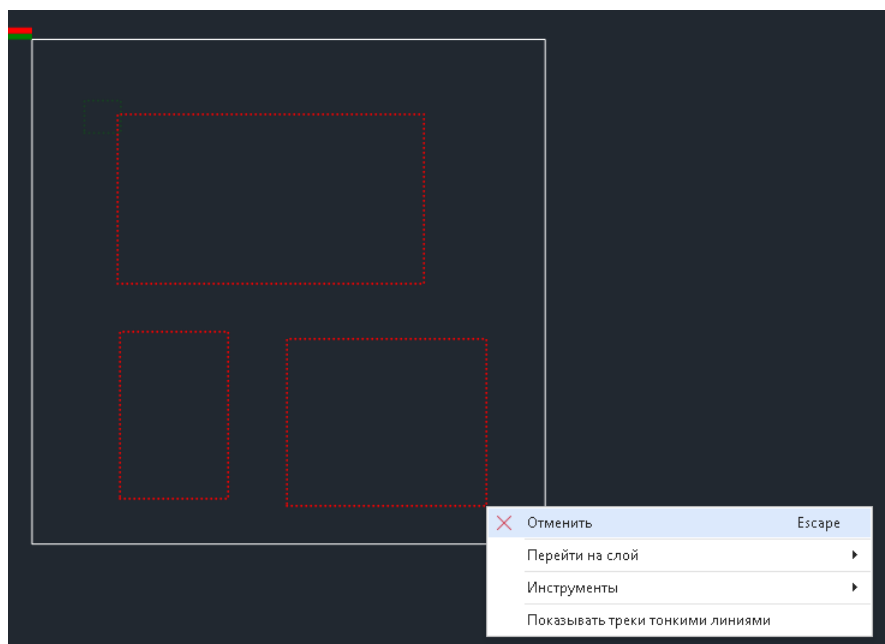 Отменить Escape
Перейти на слой
Инструменты
Показывать треки тонкими линиями